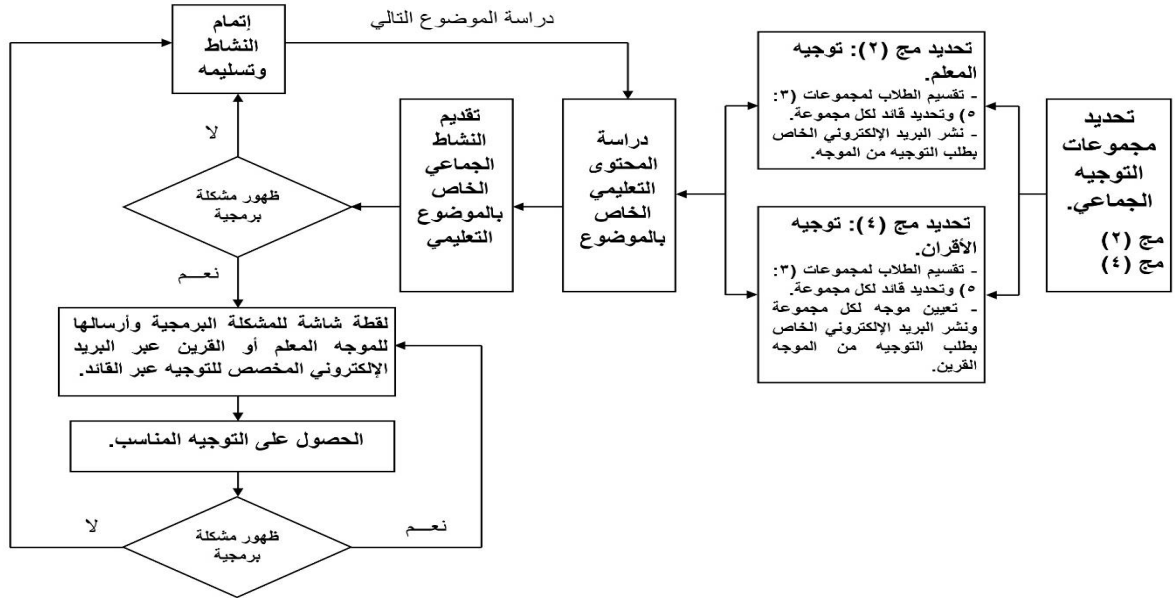 تحديد
مجموعات
التوجيه
الجماعي.
مج (٢)
مج (٤)
تحديد مج (٢): توجيه
المعلم.
- تقسيم الطلاب لمجموعات (٣:
٥) وتحديد قائد لكل مجموعة.
- نشر البريد الإلكتروني الخاص
بطلب التوجيه من الموجه.
تحديد مج (٤): توجيه
الأقران.
- تقسيم الطلاب لمجموعات (٣:
٥) وتحديد قائد لكل مجموعة.
- تعيين موجه لكل مجموعة
ونشر البريد الإلكتروني الخاص
بطلب التوجيه من الموجه
القرين.
دراسة
المحتوى
التعليمي
الخاص
بالموضوع
تقديم
النشاط
الجماعي
الخاص
بالموضوع
التعليمي
ظهور مشكلة
برمجية
لا
إتمام
النشاط
وتسليمه
دراسة الموضوع التالي
نعـــم
لقطة شاشة للمشكلة البرمجية وأرسالها
للموجه المعلم أو القرين عبر البريد
الإلكتروني المخصص للتوجيه عبر القائد.
الحصول على التوجيه المناسب.
ظهور مشكلة
برمجية
نعـــم
لا